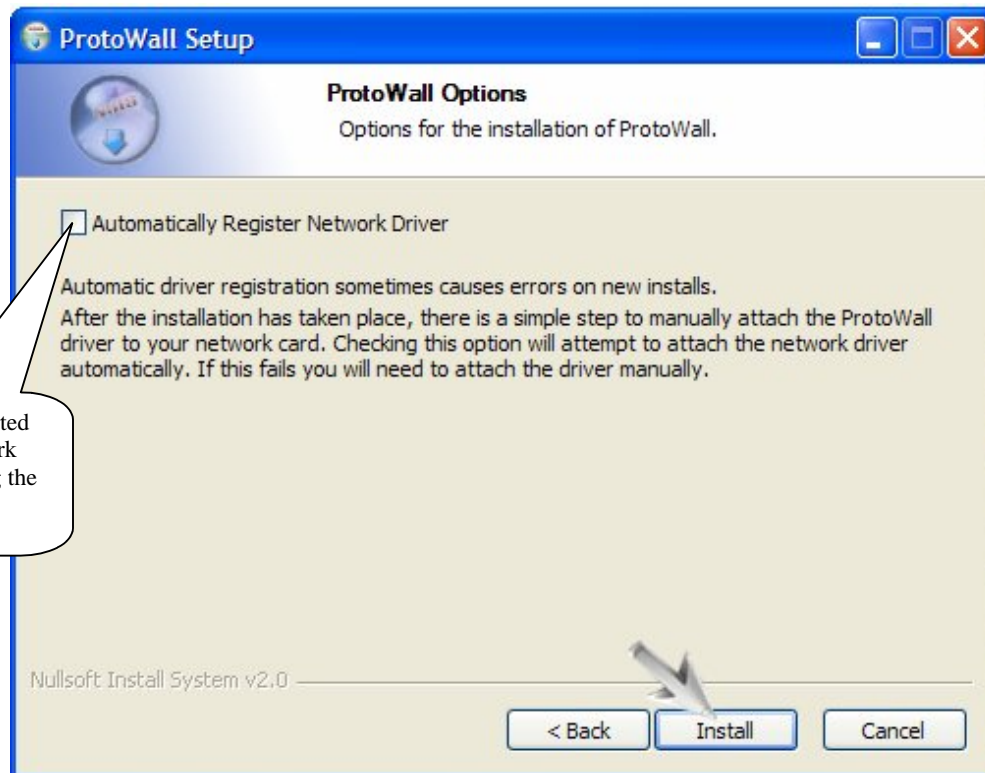 ProtoWall Setup
ProtoWall Options
Options for the installation of ProtoWall.
Automatically Register Network Driver
Automatic driver registration sometimes causes errors on new installs.
After the installation has taken place, there is a simple step to manually attach the ProtoWall
driver to your network card. Checking this option will attempt to attach the network driver
automatically. If this fails you will need to attach the driver manually.
the
Nullsoft Install System v2.0
< Back
Install
Cancel